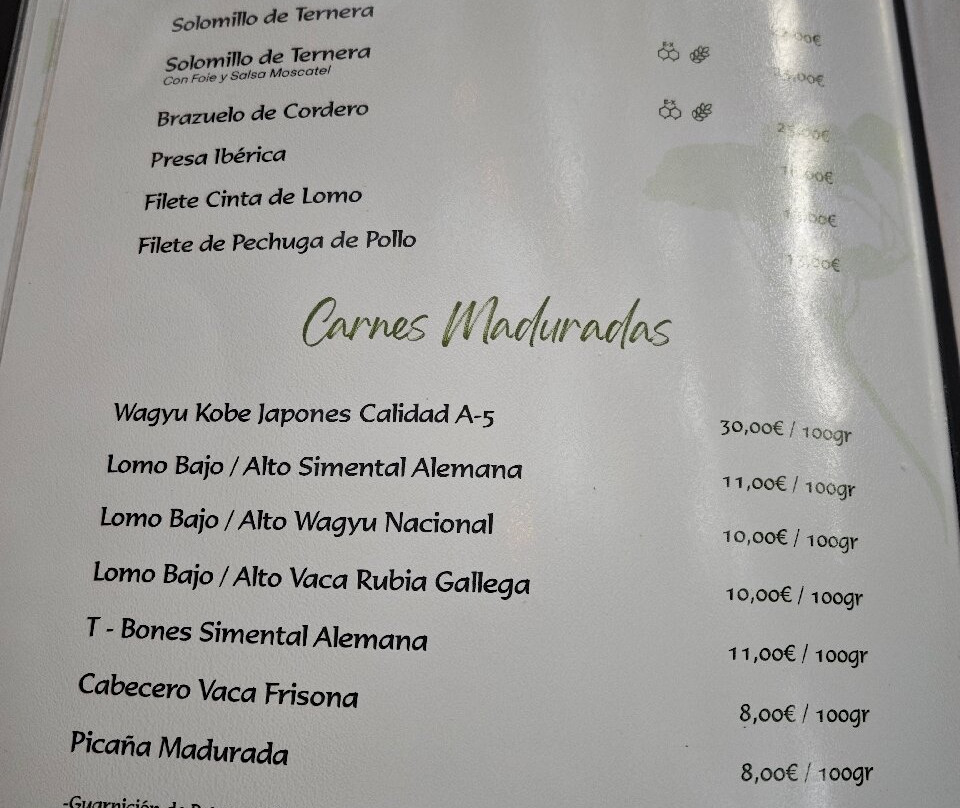 Solomillo de Ternera
Solomillo de Ternera
Con Foie y Salsa Moscatel
Brazuelo de Cordero
Presa Ibérica
Filete Cinta de Lomo
Filete de Pechuga de Pollo
Carnes Maduradas
Wagyu Kobe Japones Calidad A-5 30,00€ / 100gr
Lomo Bajo / Alto Simental Alemana 11,00€ / 100gr
Lomo Bajo / Alto Wagyu Nacional 10,00€ / 100gr
Lomo Bajo / Alto Vaca Rubia Gallega 10,00€ / 100gr
T - Bones Simental Alemana 11,00€ / 100gr
Cabecero Vaca Frisona 8,00€ / 100gr
Picaña Madurada 8,00€ / 100gr
-Guarnición de